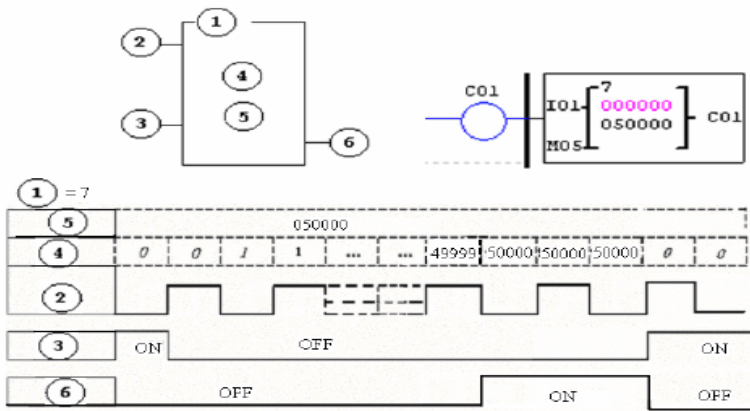 1
2
4
3
5
6
C01
I01
7
000000
050000
M05
C01
1 = 7
5 050000
4 0 0 1 1 ... ... 49999 50000 50000 50000 0 0
2
3 ON OFF ON
6 OFF ON OFF